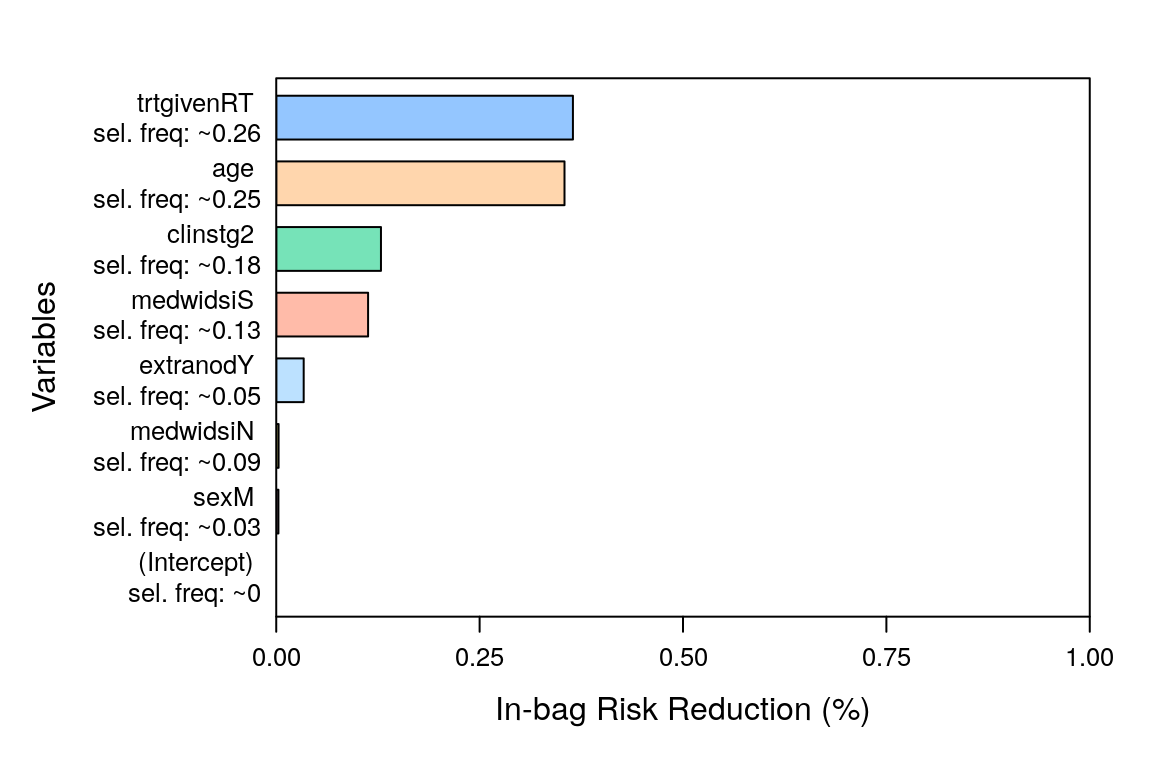 trtgivenRT
sel. freq: ~0.26
age
sel. freq: ~0.25
clinstg2
sel. freq: ~0.18
medwidsiS
sel. freq: ~0.13
extranodY
sel. freq: ~0.05
medwidsiN
sel. freq: ~0.09
sexM
sel. freq: ~0.03
(Intercept)
sel. freq: ~0
Variables
0.00 0.25 0.50 0.75 1.00
In-bag Risk Reduction (%)